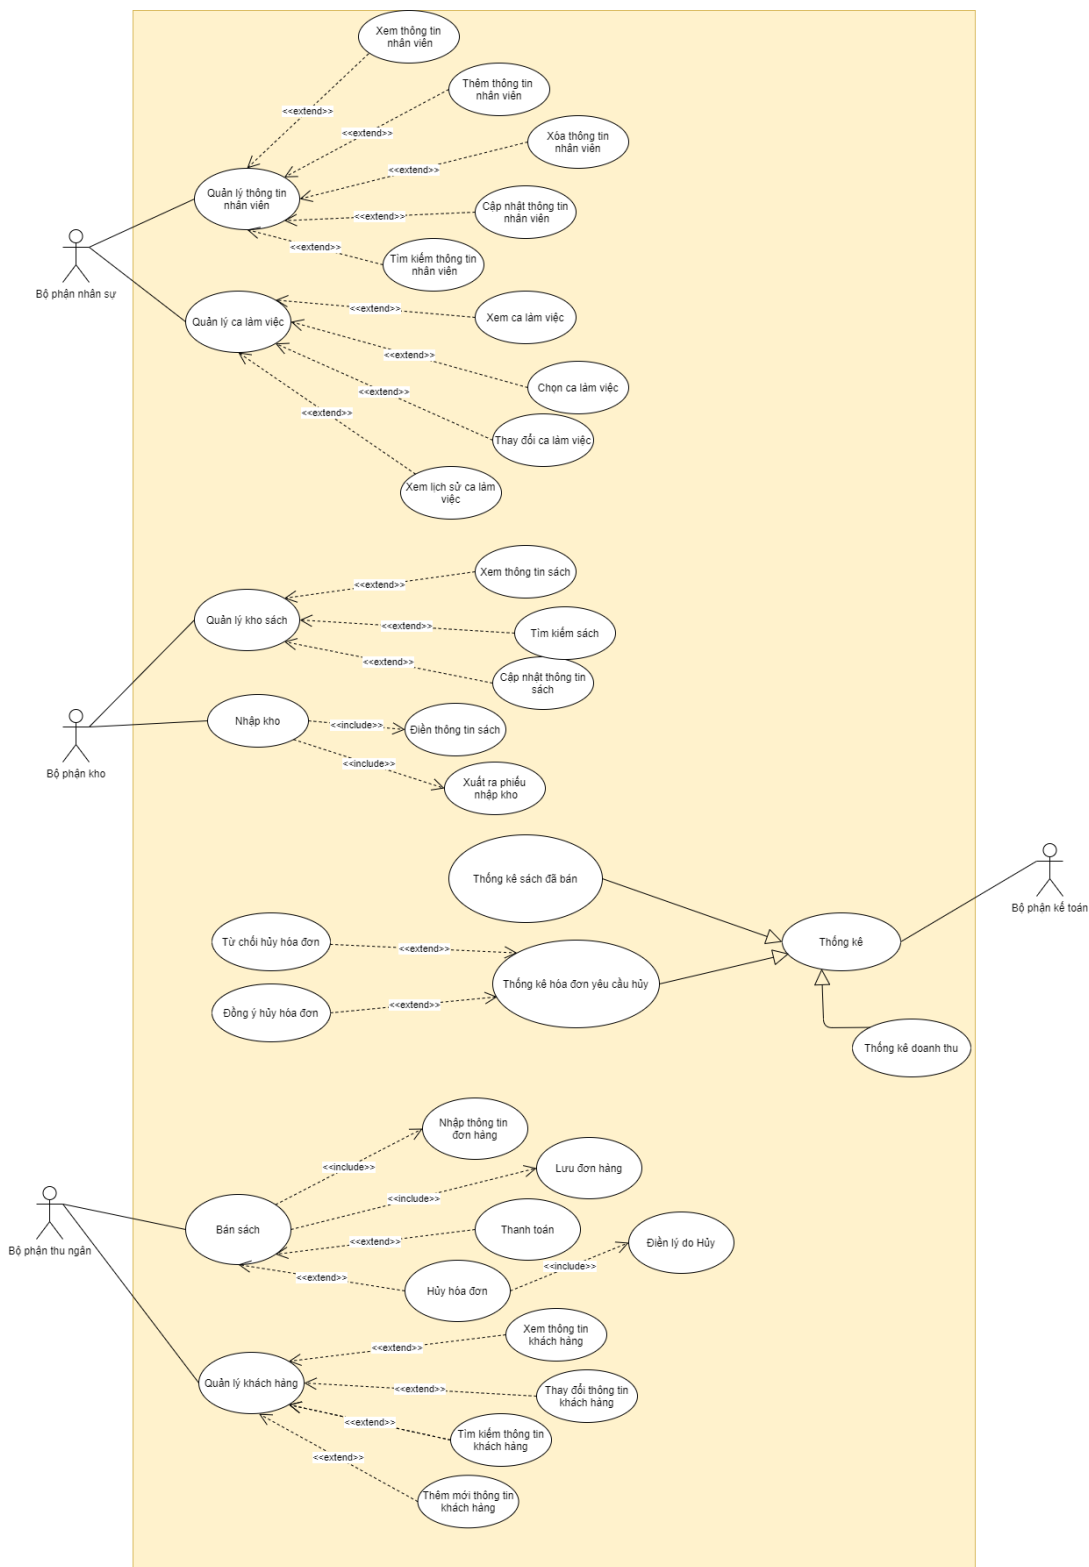 Xem thông tin
nhân viên
<<extend>>
Thêm thông tin
nhân viên
<<extend>>
Xóa thông tin
nhân viên
<<extend>>
Quản lý thông tin
nhân viên
Cập nhật thông tin
nhân viên
<<extend>>
<<extend>>
Tìm kiếm thông tin
nhân viên
Bộ phận nhân sự
Quản lý ca làm việc
<<extend>>
Xem ca làm việc
<<extend>>
Chọn ca làm việc
<<extend>>
<<extend>>
Thay đổi ca làm việc
Xem lịch sử ca làm
việc
Xem thông tin sách
<<extend>>
Quản lý kho sách
<<extend>>
Tìm kiếm sách
<<extend>>
Cập nhật thông tin
sách
Nhập kho
<<include>>
Điền thông tin sách
<<include>>
Bộ phận kho
Xuất ra phiếu
nhập kho
Thống kê sách đã bán
Bộ phận kế toán
Từ chối hủy hóa đơn
<<extend>>
Thống kê
Thống kê hóa đơn yêu cầu hủy
Đồng ý hủy hóa đơn
<<extend>>
Thống kê doanh thu
Nhập thông tin
đơn hàng
<<include>>
Lưu đơn hàng
<<include>>
Bán sách
Thanh toán
<<extend>>
Điền lý do Hủy
Bộ phận thu ngân
<<include>>
<<extend>>
Hủy hóa đơn
Xem thông tin
khách hàng
<<extend>>
Quản lý khách hàng
<<extend>>
Thay đổi thông tin
khách hàng
<<extend>>
Tìm kiếm thông tin
khách hàng
<<extend>>
Thêm mới thông tin
khách hàng